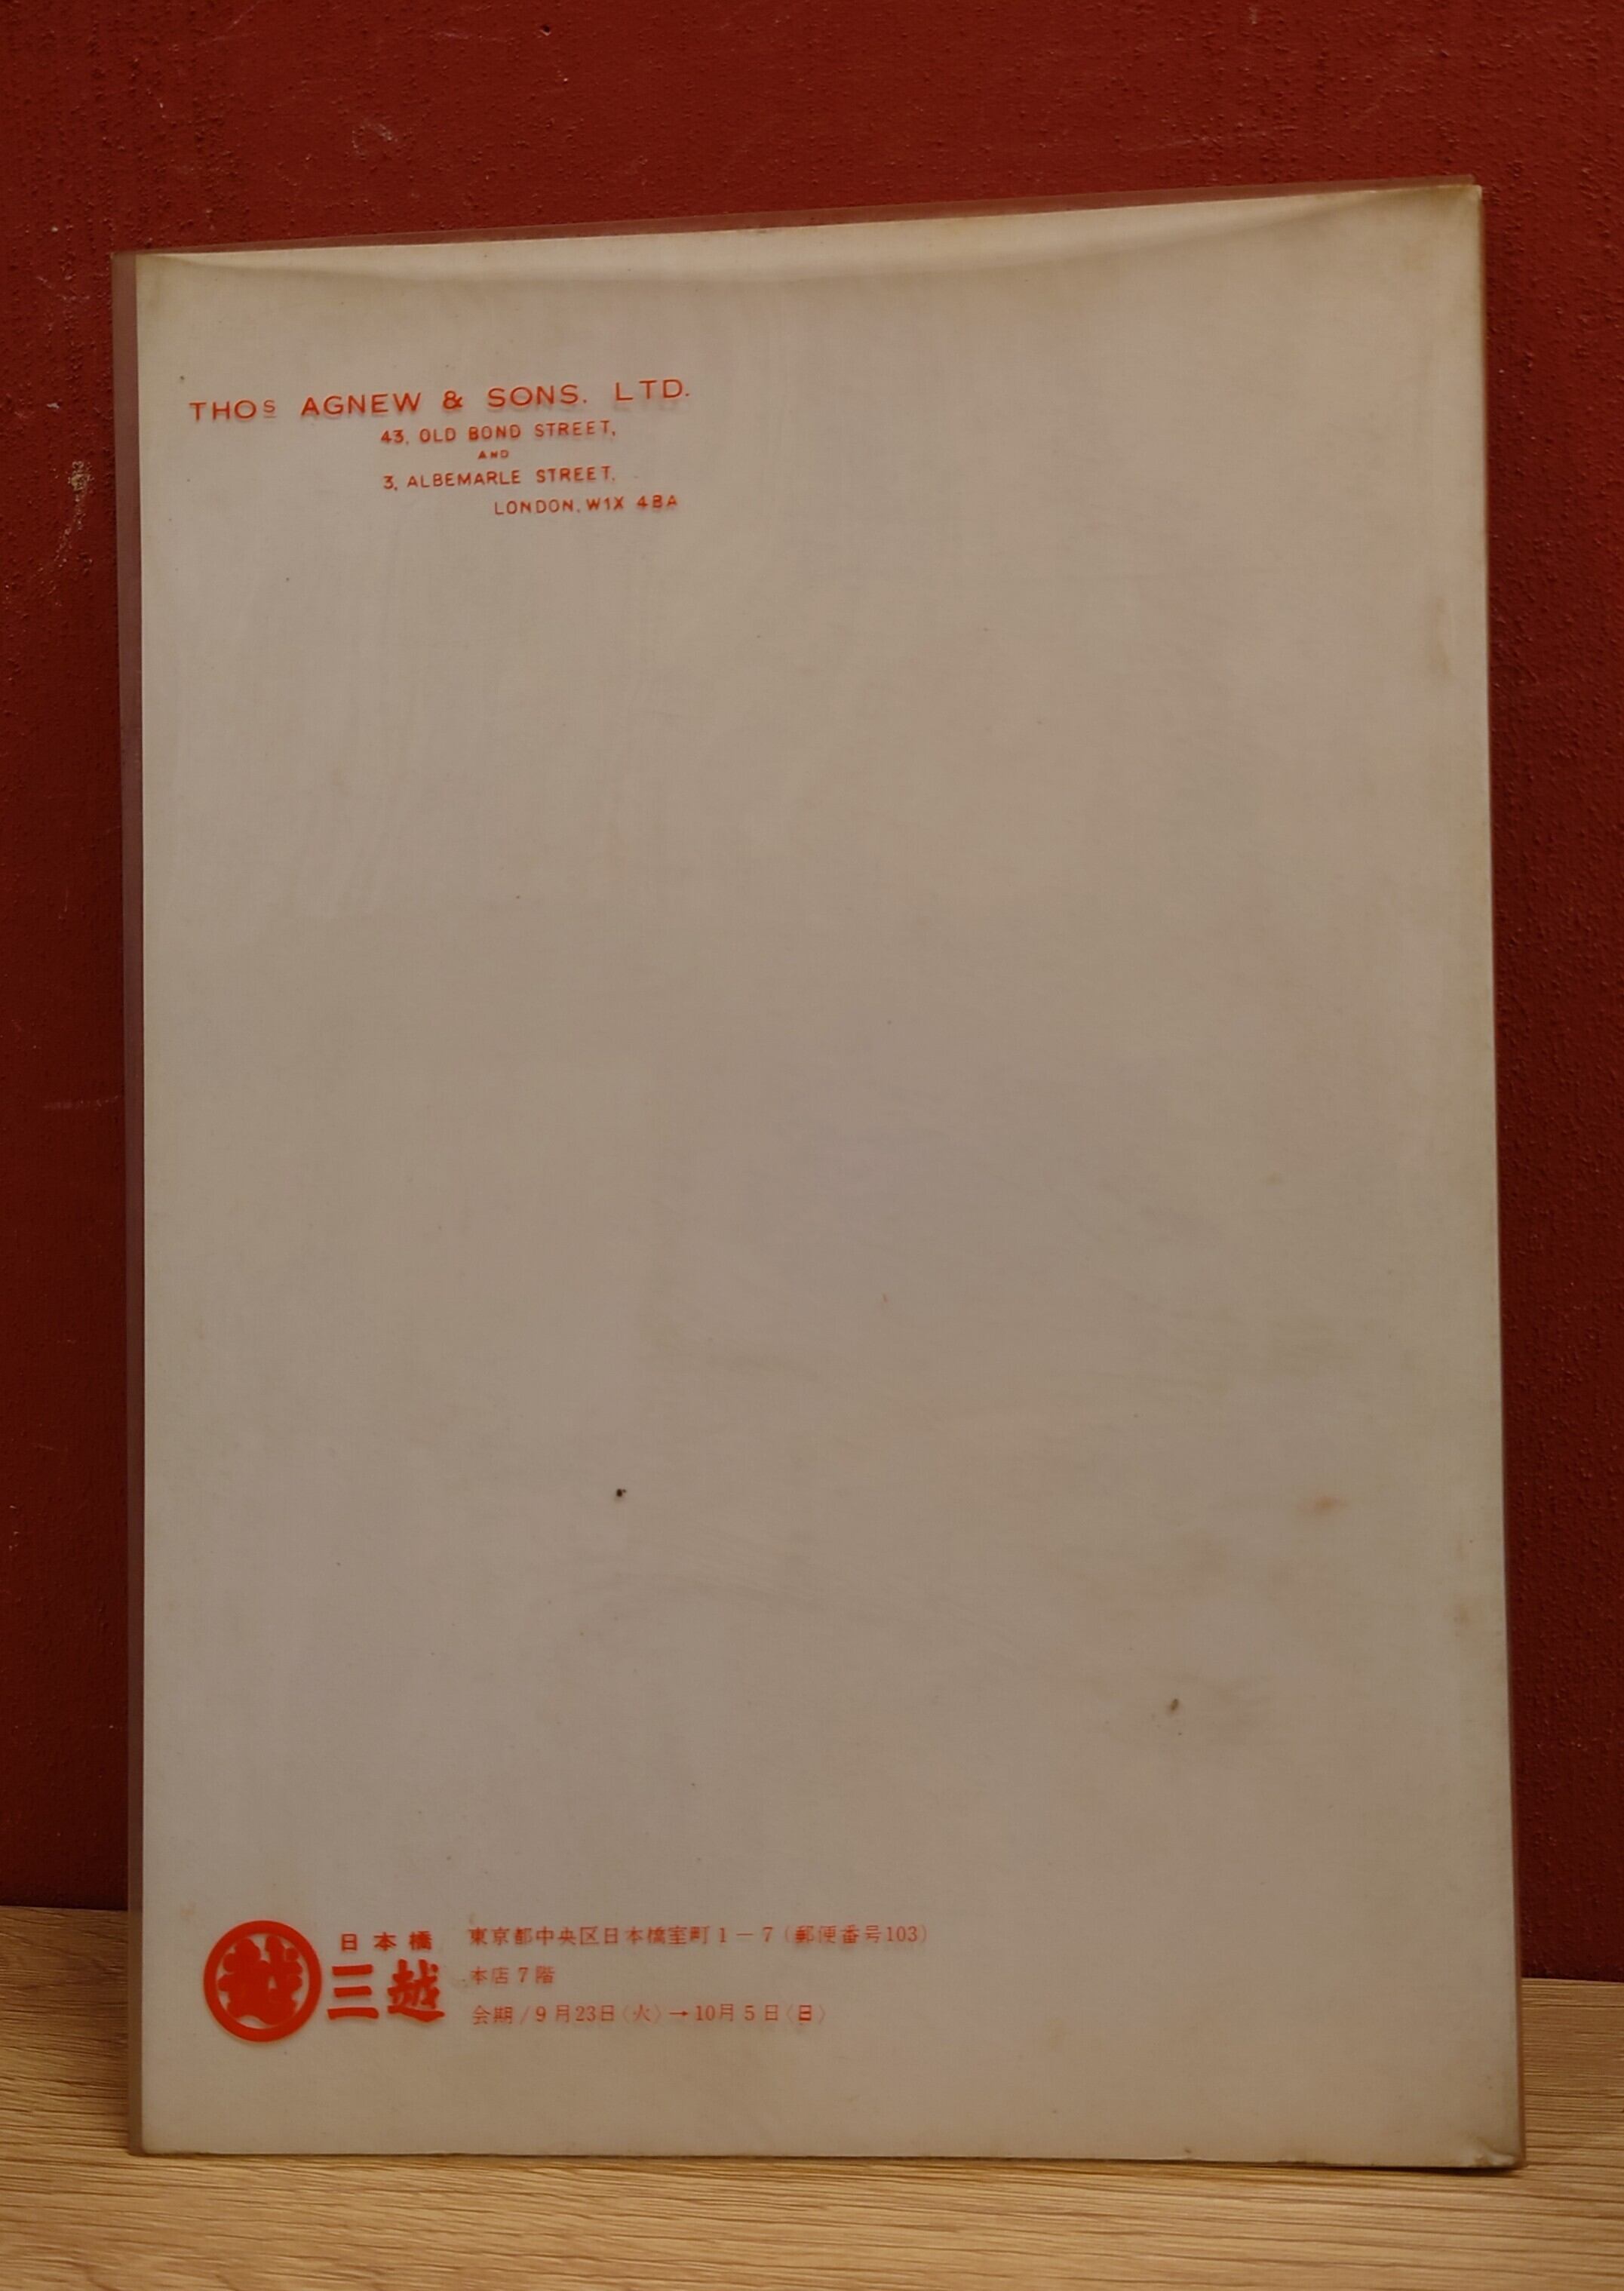 THOS AGNEW & SONS. LTD.
43, OLD BOND STREET,
AND
3, ALBEMARLE STREET,
LONDON, W1X 4BA
越
日本橋
三越
東京都中央区日本橋室町1－7（郵便番号103）
本店7階
会期/9月23日〈火〉→10月5日〈日〉